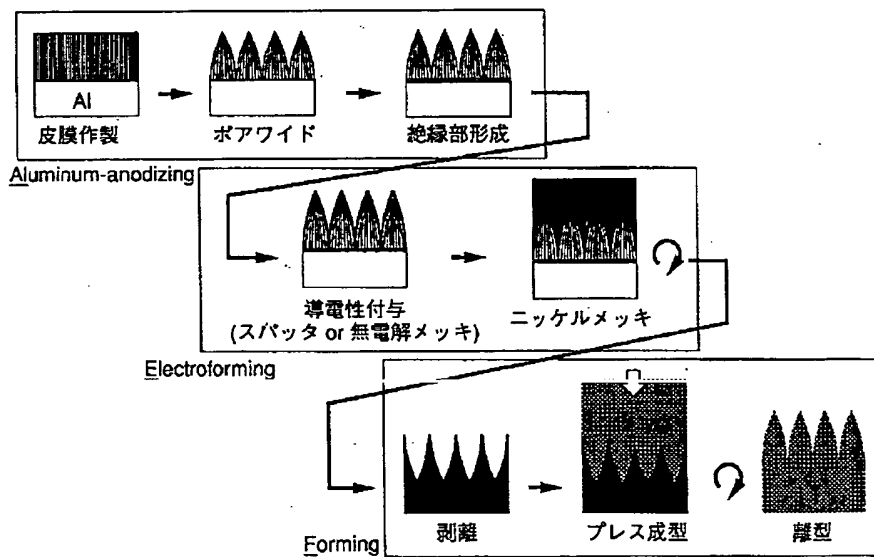 Al
皮膜作製
ポアワイド
絶縁部形成
Aluminum-anodizing
導電性付与
(スパッタ or 無電解メッキ)
ニッケルメッキ
Electroforming
剥離
プレス成型
離型
Forming